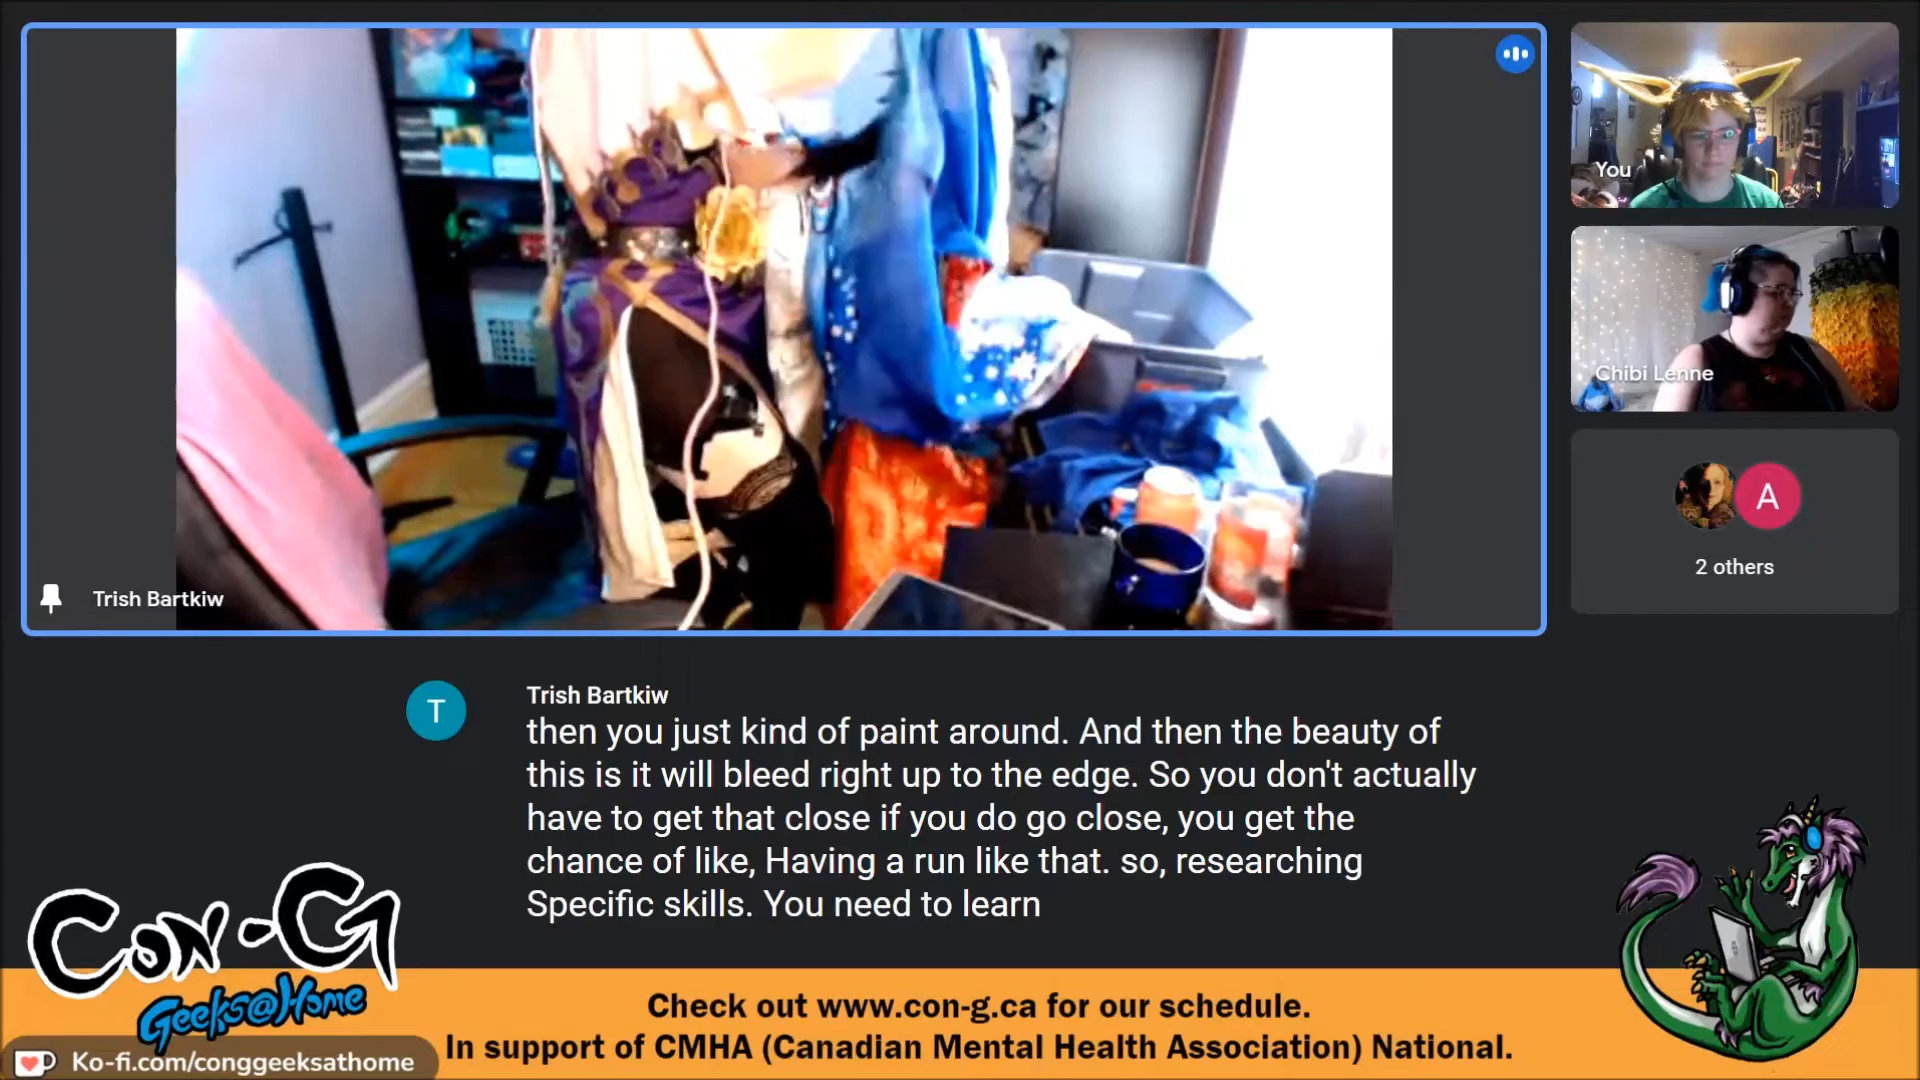 You
Chibi Lenne
A
2 others
Trish Bartkiw
T
Trish Bartkiw
then you just kind of paint around. And then the beauty of
this is it will bleed right up to the edge. So you don't actually
have to get that close if you do go close, you get the
chance of like, Having a run like that. so, researching
Specific skills. You need to learn
Con-G
Geeks@Home
Check out www.con-g.ca for our schedule.
In support of CMHA (Canadian Mental Health Association) National.
Ko-fi.com/conggeeksathome